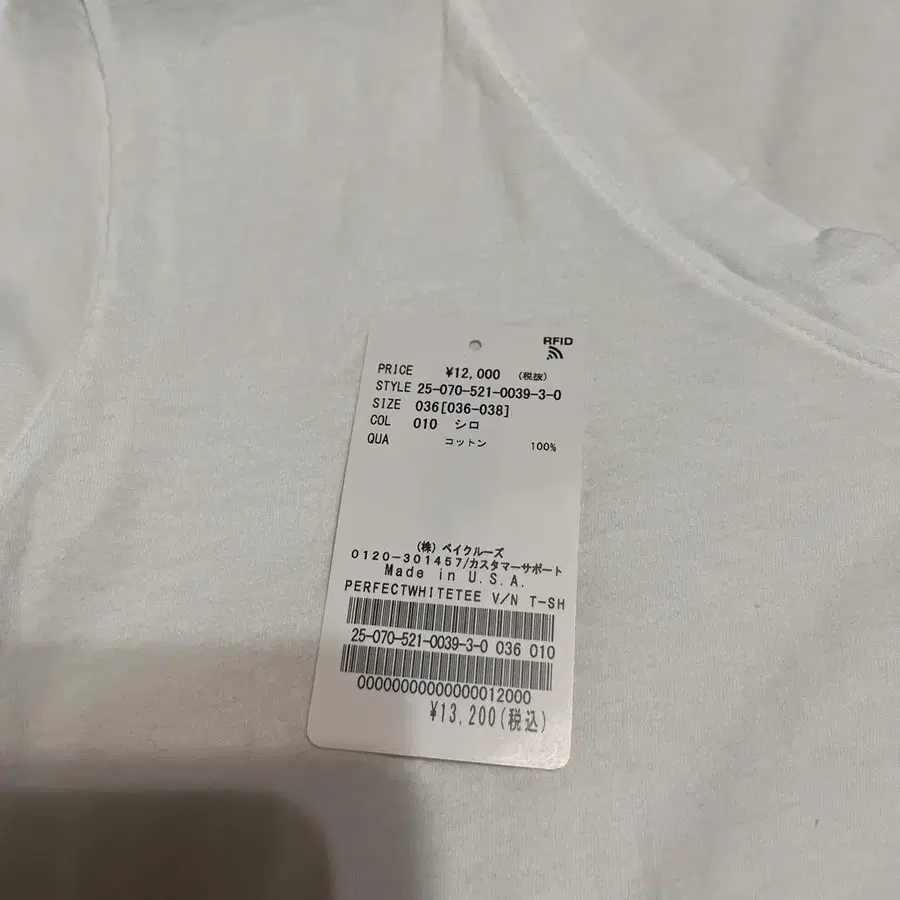 RFID
PRICE ¥12,000 (税抜)
STYLE 25-070-521-0039-3-0
SIZE 036[036-038]
COL 010 シロ
QUA コットン 100%
(株) ベイクルーズ
0120-301457/カスタマーサポート
Made in U.S.A.
PERFECTWHITETEE V/N T-SH
25-070-521-0039-3-0 036 010
00000000000000012000
¥13,200(税込)